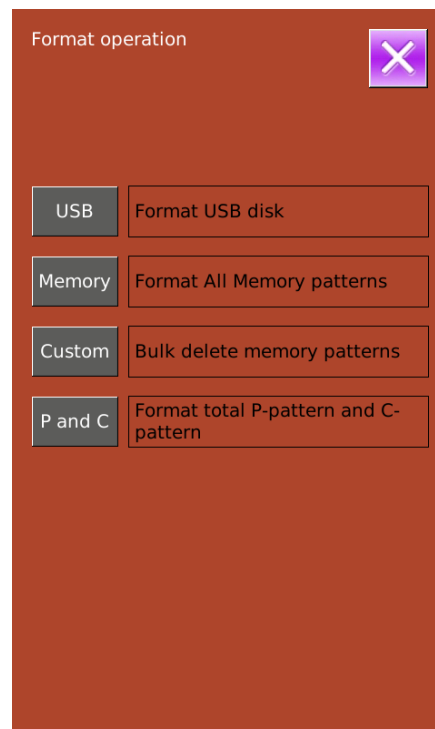 Format operation
USB
Format USB disk
Memory
Format All Memory patterns
Custom
Bulk delete memory patterns
P and C
Format total P-pattern and C-
pattern